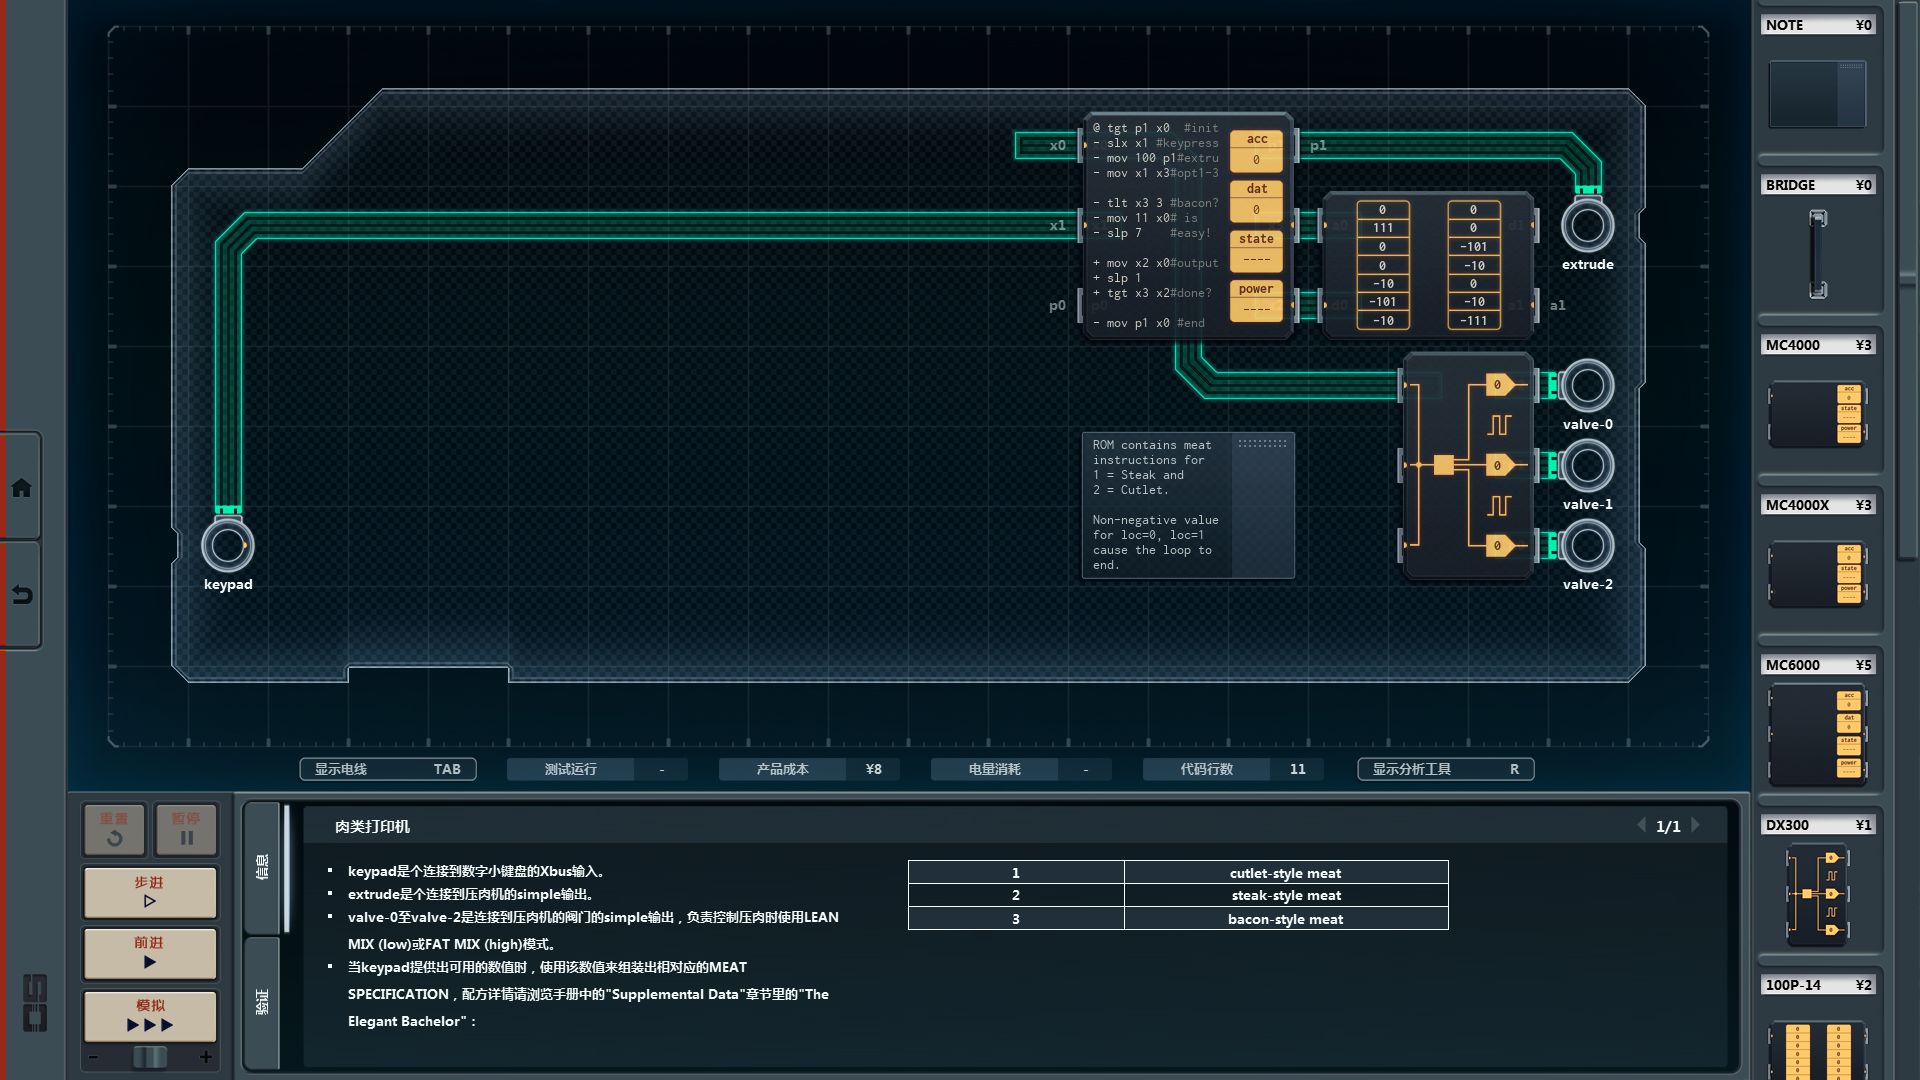 NOTE ¥0
BRIDGE ¥0
MC4000 ¥3
MC4000X ¥3
MC6000 ¥5
DX300 ¥1
100P-14 ¥2
@ tgt p1 x0 #init
- slx x1 #keypress
- mov 100 p1#extru
- mov x1 x3#opt1-3
- tlt x3 3 #bacon?
- mov 11 x0# is
- slp 7 #easy!
+ mov x2 x0#output
+ slp 1
+ tgt x3 x2#done?
- mov p1 x0 #end
acc
0
dat
0
state
----
power
----
x0
x1
p0
p1
a1
0 0
111 0
0 -101
0 -10
-10 0
-101 -10
-10 -111
extrude
0
0
0
valve-0
valve-1
valve-2
keypad
ROM contains meat
instructions for
1 = Steak and
2 = Cutlet.
Non-negative value
for loc=0, loc=1
cause the loop to
end.
显示电线 TAB
测试运行 -
产品成本 ¥8
电量消耗 -
代码行数 11
显示分析工具 R
重置
暂停
步进
前进
模拟
- +
信息
验证
肉类打印机
1/1
▪ keypad是个连接到数字小键盘的Xbus输入。
▪ extrude是个连接到压肉机的simple输出。
▪ valve-0至valve-2是连接到压肉机的阀门的simple输出，负责控制压肉时使用LEAN
MIX (low)或FAT MIX (high)模式。
▪ 当keypad提供出可用的数值时，使用该数值来组装出相对应的MEAT
SPECIFICATION，配方详情请浏览手册中的"Supplemental Data"章节里的"The
Elegant Bachelor"：
1 cutlet-style meat
2 steak-style meat
3 bacon-style meat